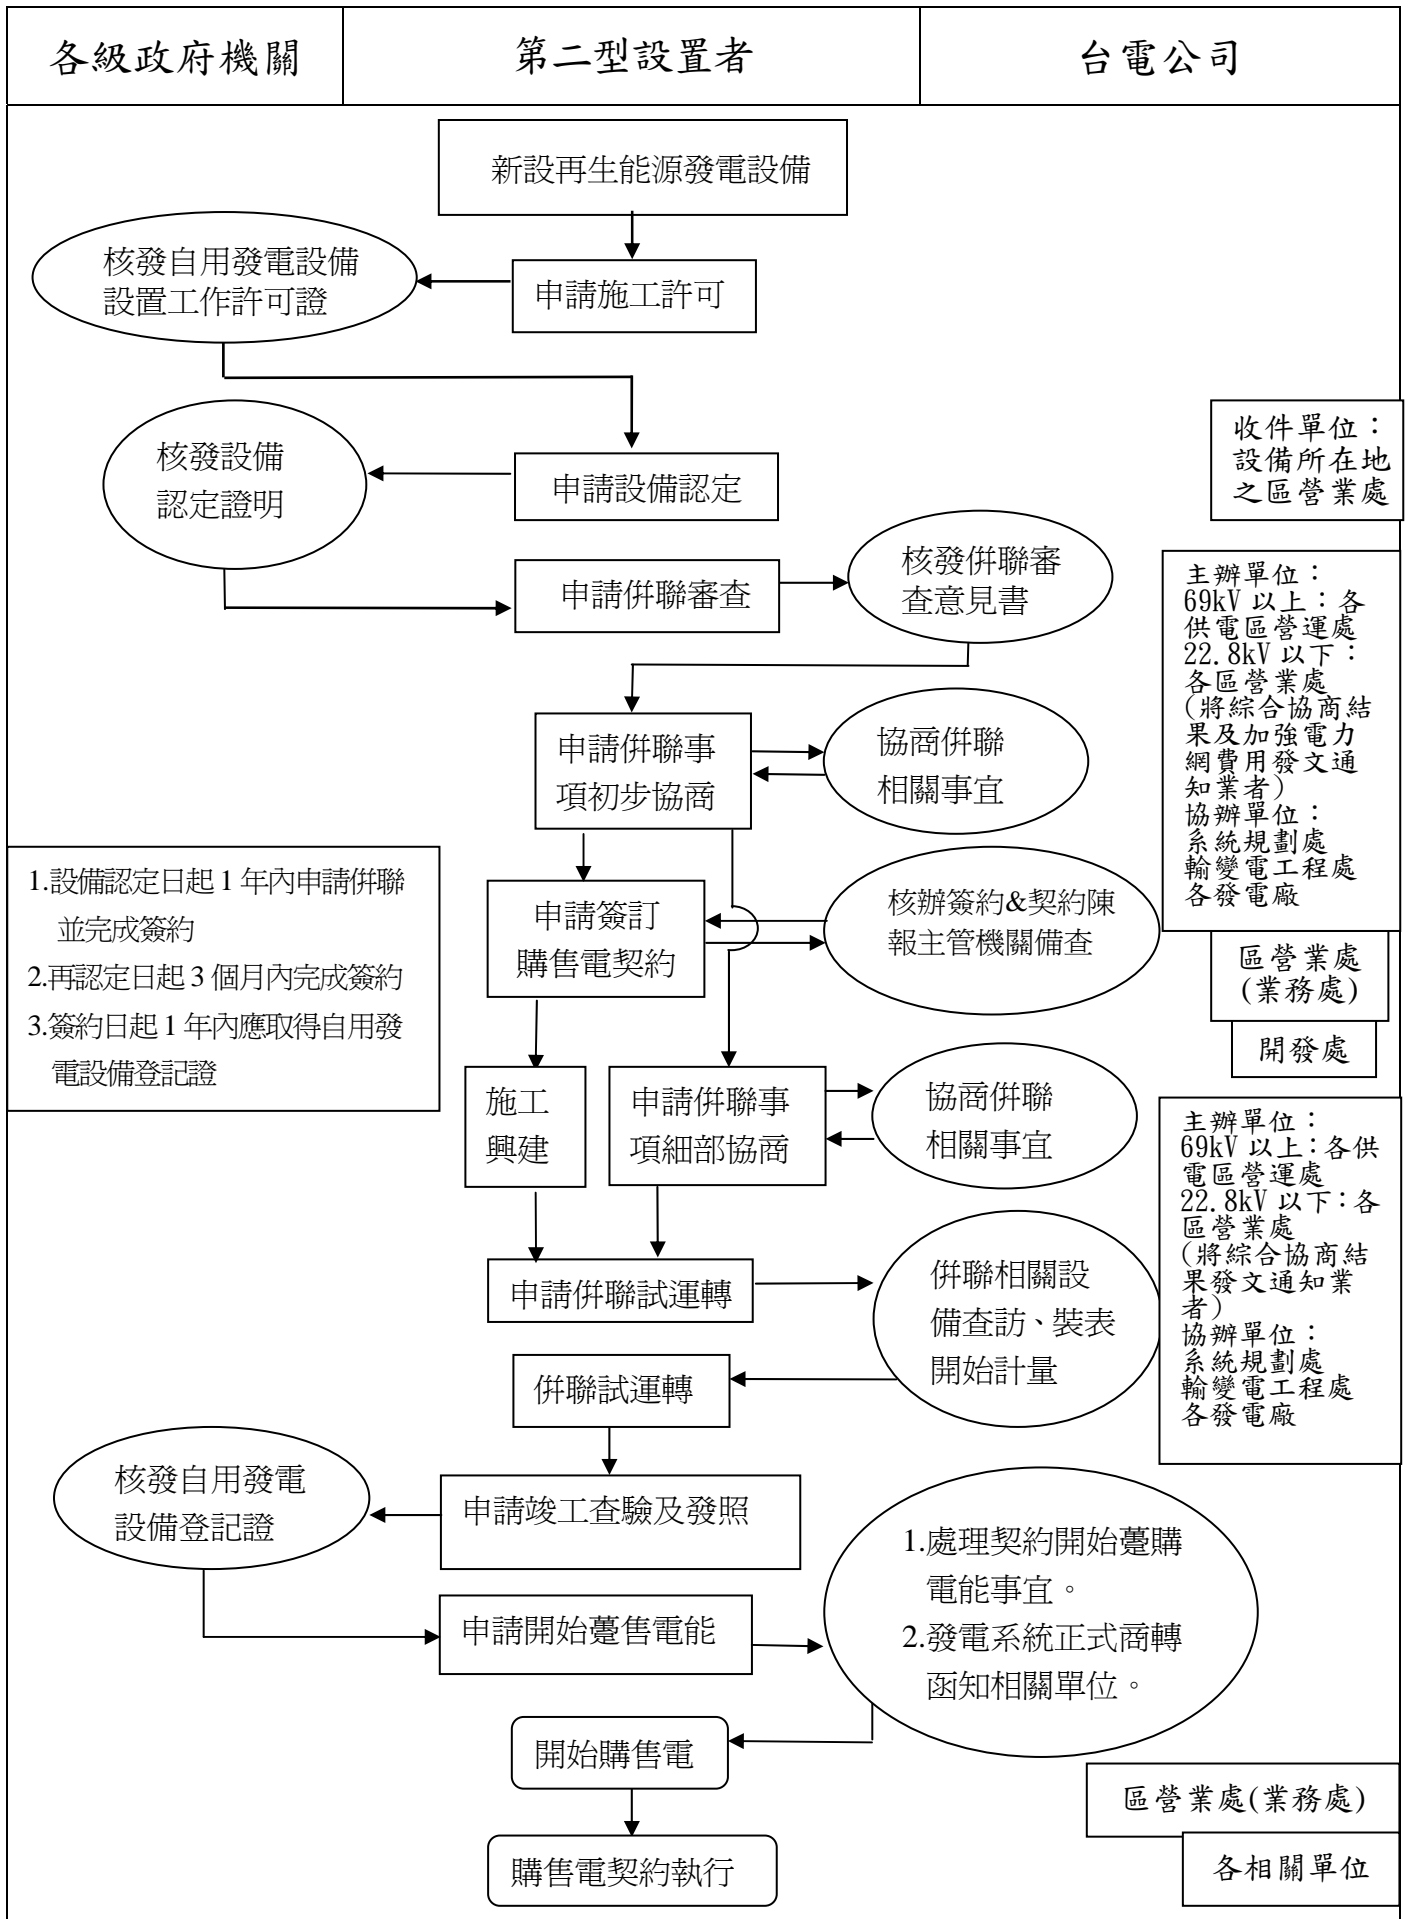 各級政府機關
第二型設置者
台電公司
新設再生能源發電設備
核發自用發電設備
設置工作許可證
申請施工許可
核發設備
認定證明
申請設備認定
收件單位：
設備所在地
之區營業處
申請併聯審查
核發併聯審
查意見書
主辦單位：
69kV 以上：各
供電區營運處
22.8kV 以下：
各區營業處
(將綜合協商結
果及加強電力
網費用發文通
知業者)
協辦單位：
系統規劃處
輸變電工程處
各發電廠
申請併聯事
項初步協商
協商併聯
相關事宜
1.設備認定日起 1 年內申請併聯
並完成簽約
2.再認定日起 3 個月內完成簽約
3.簽約日起 1 年內應取得自用發
電設備登記證
申請簽訂
購售電契約
核辦簽約&契約陳
報主管機關備查
區營業處
(業務處)
開發處
施工
興建
申請併聯事
項細部協商
協商併聯
相關事宜
主辦單位：
69kV 以上：各供
電區營運處
22.8kV 以下：各
區營業處
(將綜合協商結
果發文通知業
者)
協辦單位：
系統規劃處
輸變電工程處
各發電廠
申請併聯試運轉
併聯相關設
備查訪、裝表
開始計量
併聯試運轉
核發自用發電
設備登記證
申請竣工查驗及發照
申請開始躉售電能
1.處理契約開始躉購
電能事宜。
2.發電系統正式商轉
函知相關單位。
開始購售電
區營業處(業務處)
購售電契約執行
各相關單位